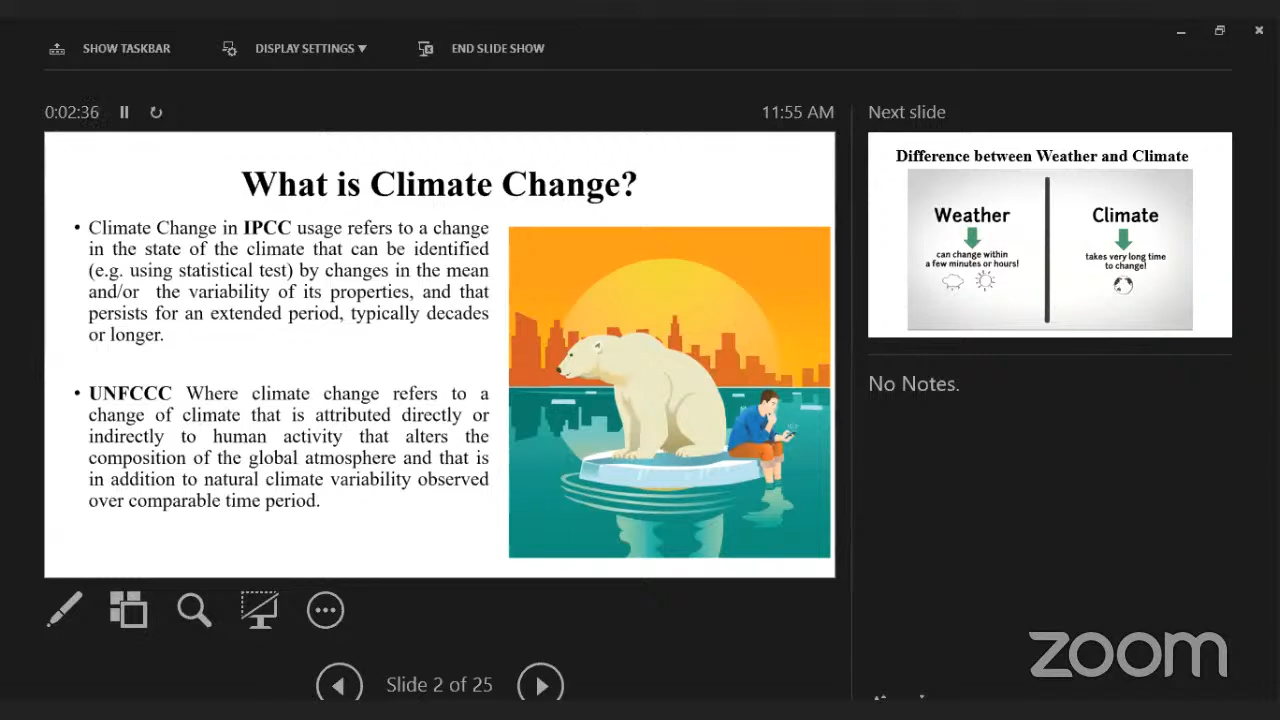 SHOW TASKBAR
DISPLAY SETTINGS ▼
END SLIDE SHOW
0:02:36
11:55 AM
What is Climate Change?
• Climate Change in IPCC usage refers to a change
in the state of the climate that can be identified
(e.g. using statistical test) by changes in the mean
and/or the variability of its properties, and that
persists for an extended period, typically decades
or longer.
• UNFCCC Where climate change refers to a
change of climate that is attributed directly or
indirectly to human activity that alters the
composition of the global atmosphere and that is
in addition to natural climate variability observed
over comparable time period.
Slide 2 of 25
Next slide
Difference between Weather and Climate
Weather
can change within
a few minutes or hours!
Climate
takes very long time
to change!
No Notes.
zoom